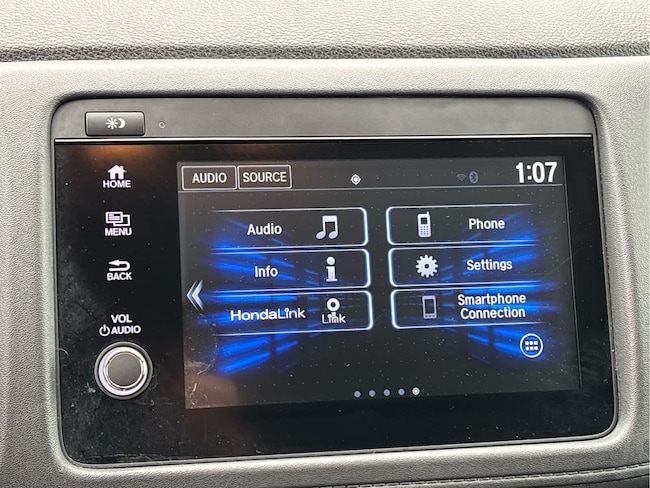 HOME
MENU
BACK
VOL
AUDIO
AUDIO SOURCE
1:07
Audio
Phone
Info
i
Settings
HondaLink
Link
Smartphone
Connection